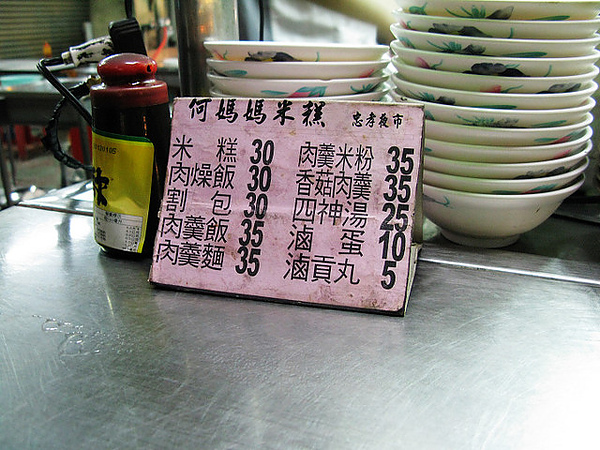 何媽媽米糕 忠孝夜市
米糕 30
肉燥飯 30
割包 30
肉羹飯 35
肉羹麵 35
肉羹米粉 35
香菇肉羹 35
四神湯 25
滷蛋 10
滷貢丸 5
辣